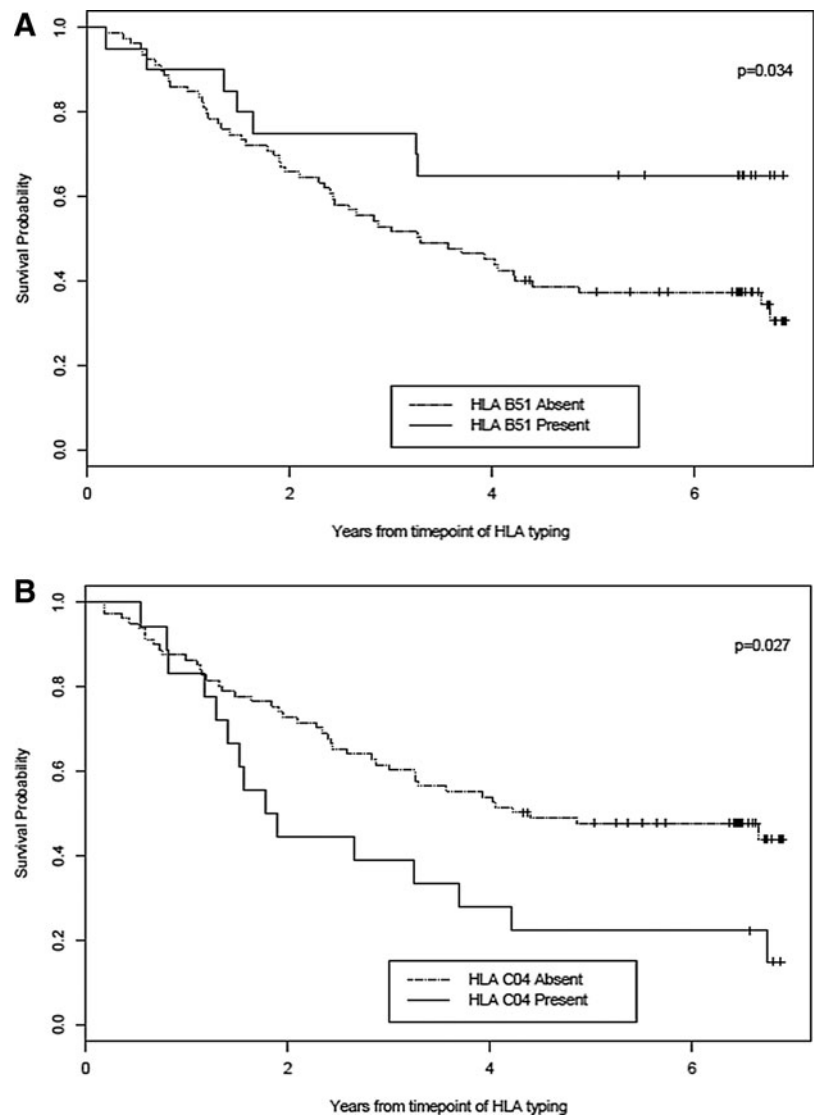 A
p=0.034
Survival Probability
1.0
0.8
0.6
0.4
0.2
0.0
HLA B51 Absent
HLA B51 Present
0 2 4 6
Years from timepoint of HLA typing
B
p=0.027
Survival Probability
1.0
0.8
0.6
0.4
0.2
0.0
HLA C04 Absent
HLA C04 Present
0 2 4 6
Years from timepoint of HLA typing